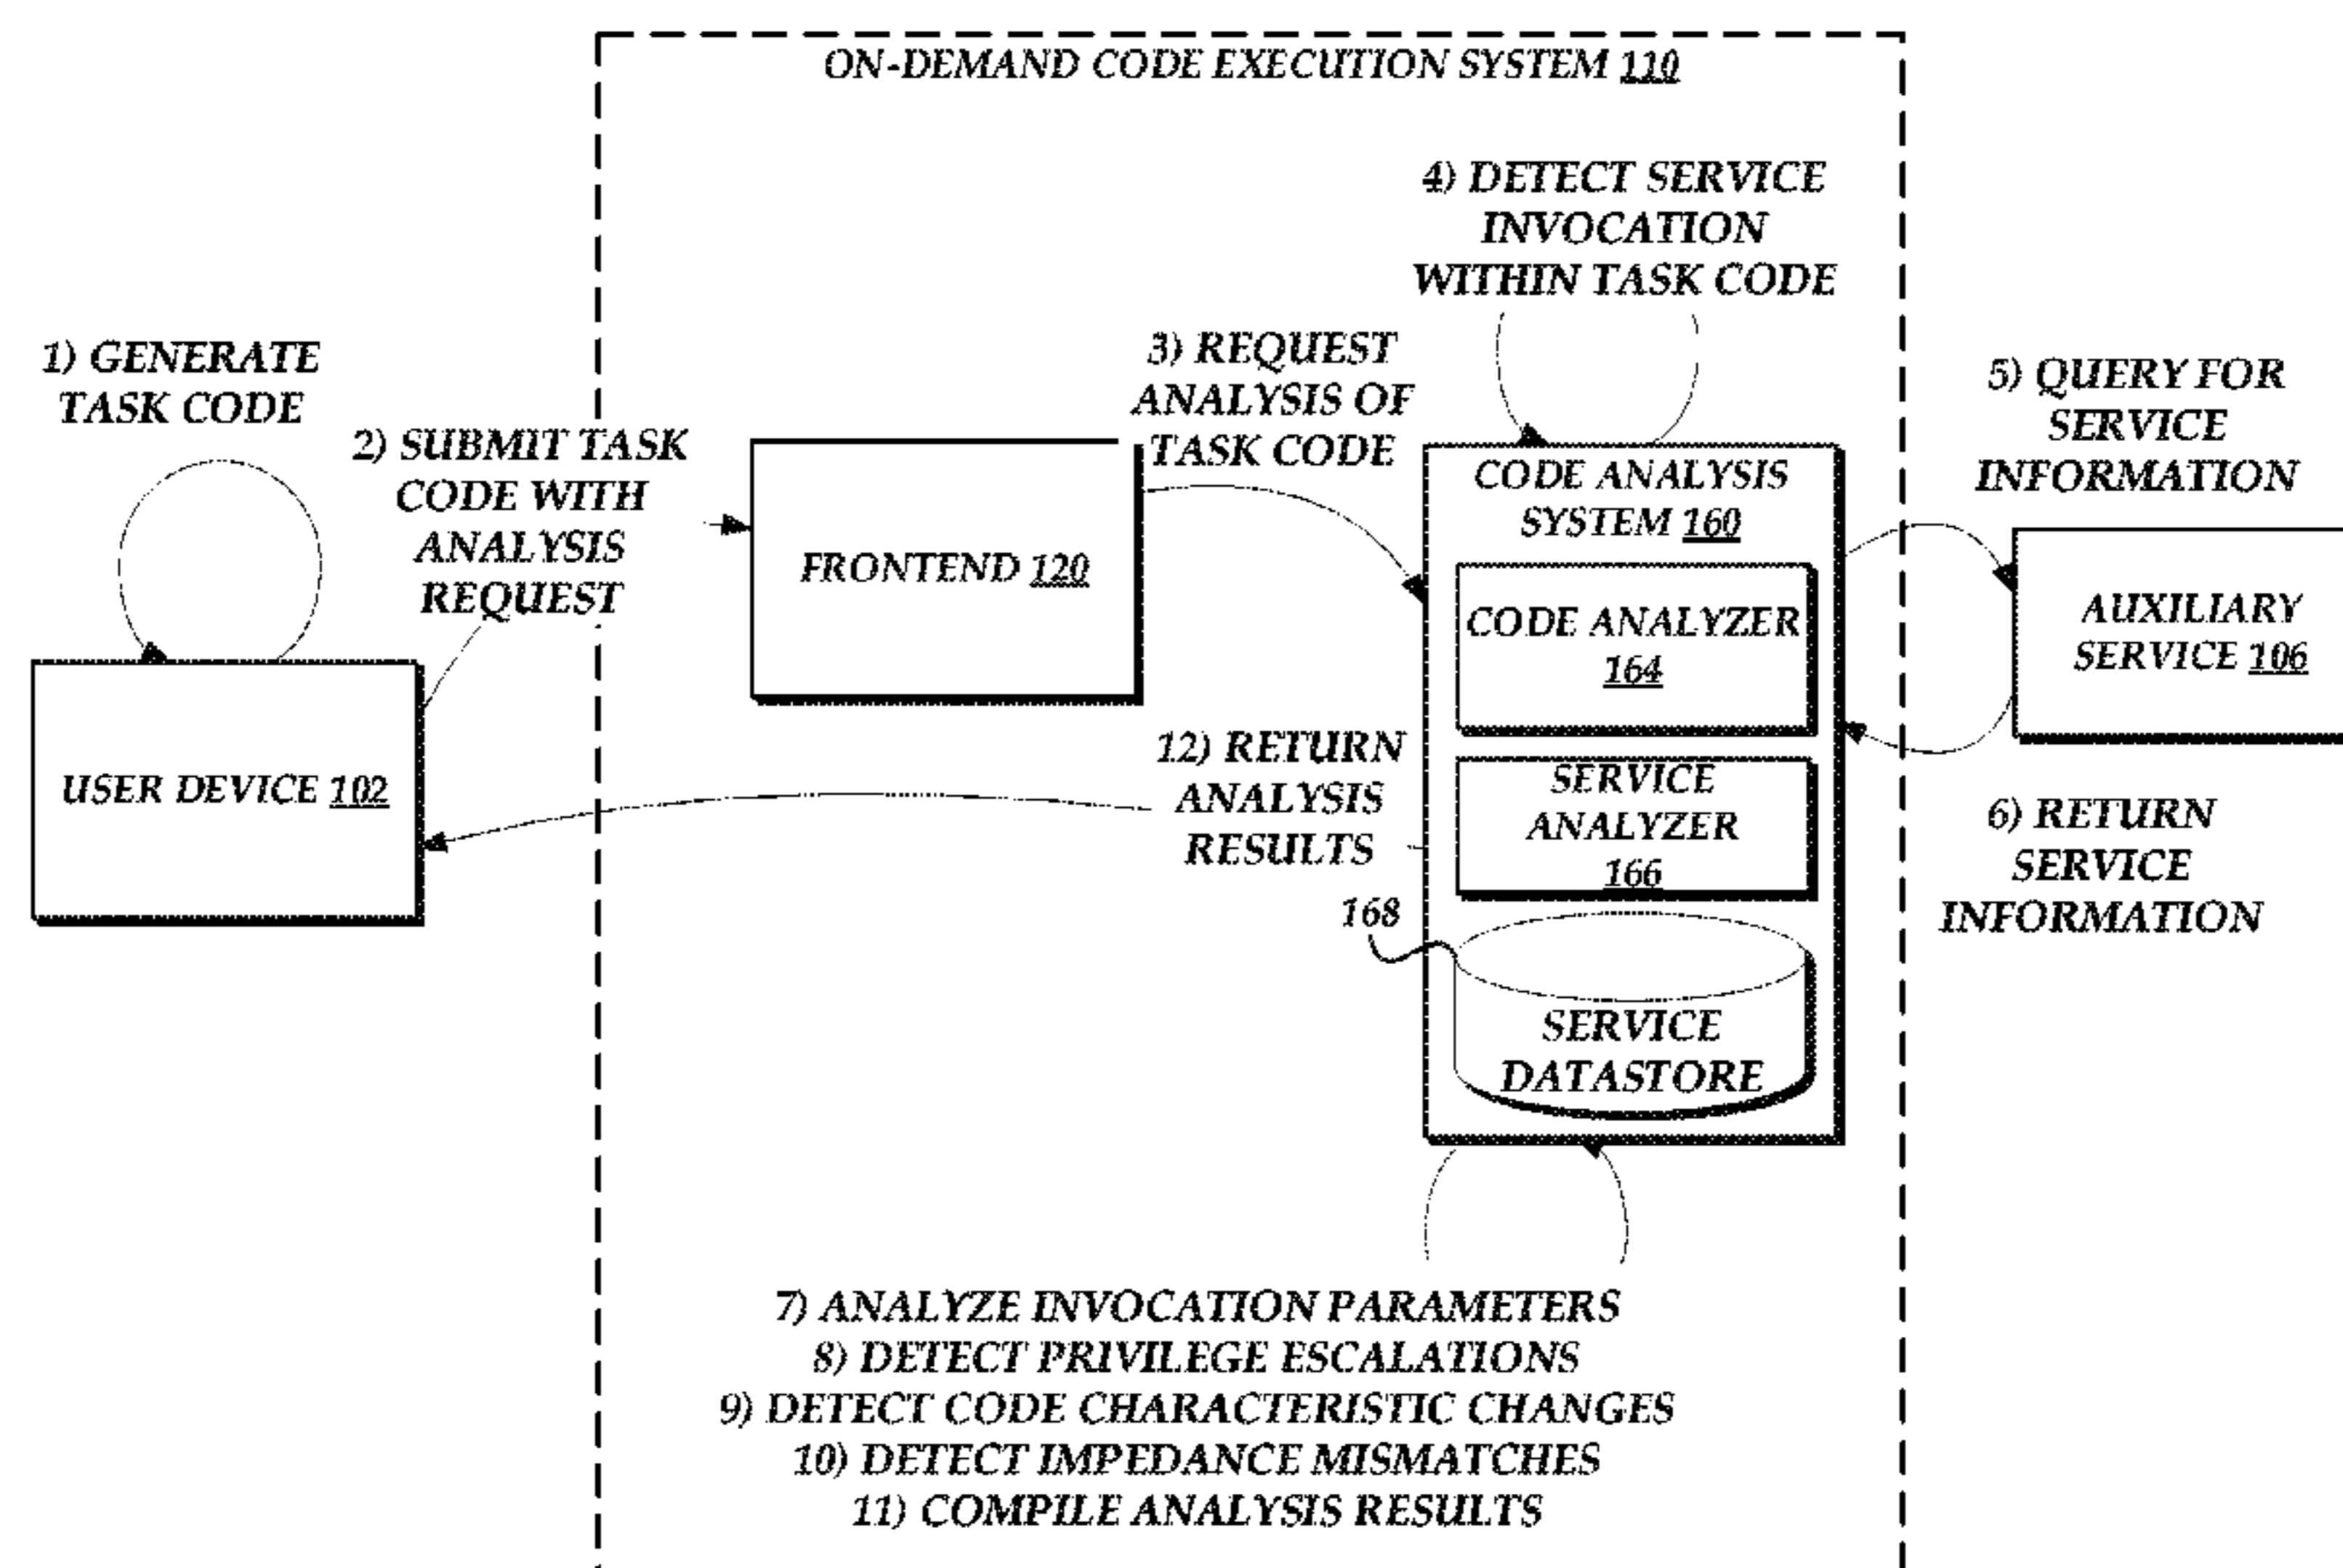 ON-DEMAND CODE EXECUTION SYSTEM 110
1) GENERATE
TASK CODE
2) SUBMIT TASK
CODE WITH
ANALYSIS
REQUEST
USER DEVICE 102
FRONTEND 120
3) REQUEST
ANALYSIS OF
TASK CODE
4) DETECT SERVICE
INVOCATION
WITHIN TASK CODE
CODE ANALYSIS
SYSTEM 160
CODE ANALYZER
164
SERVICE
ANALYZER
166
168
SERVICE
DATASTORE
5) QUERY FOR
SERVICE
INFORMATION
AUXILIARY
SERVICE 106
6) RETURN
SERVICE
INFORMATION
7) ANALYZE INVOCATION PARAMETERS
8) DETECT PRIVILEGE ESCALATIONS
9) DETECT CODE CHARACTERISTIC CHANGES
10) DETECT IMPEDANCE MISMATCHES
11) COMPILE ANALYSIS RESULTS
12) RETURN
ANALYSIS
RESULTS